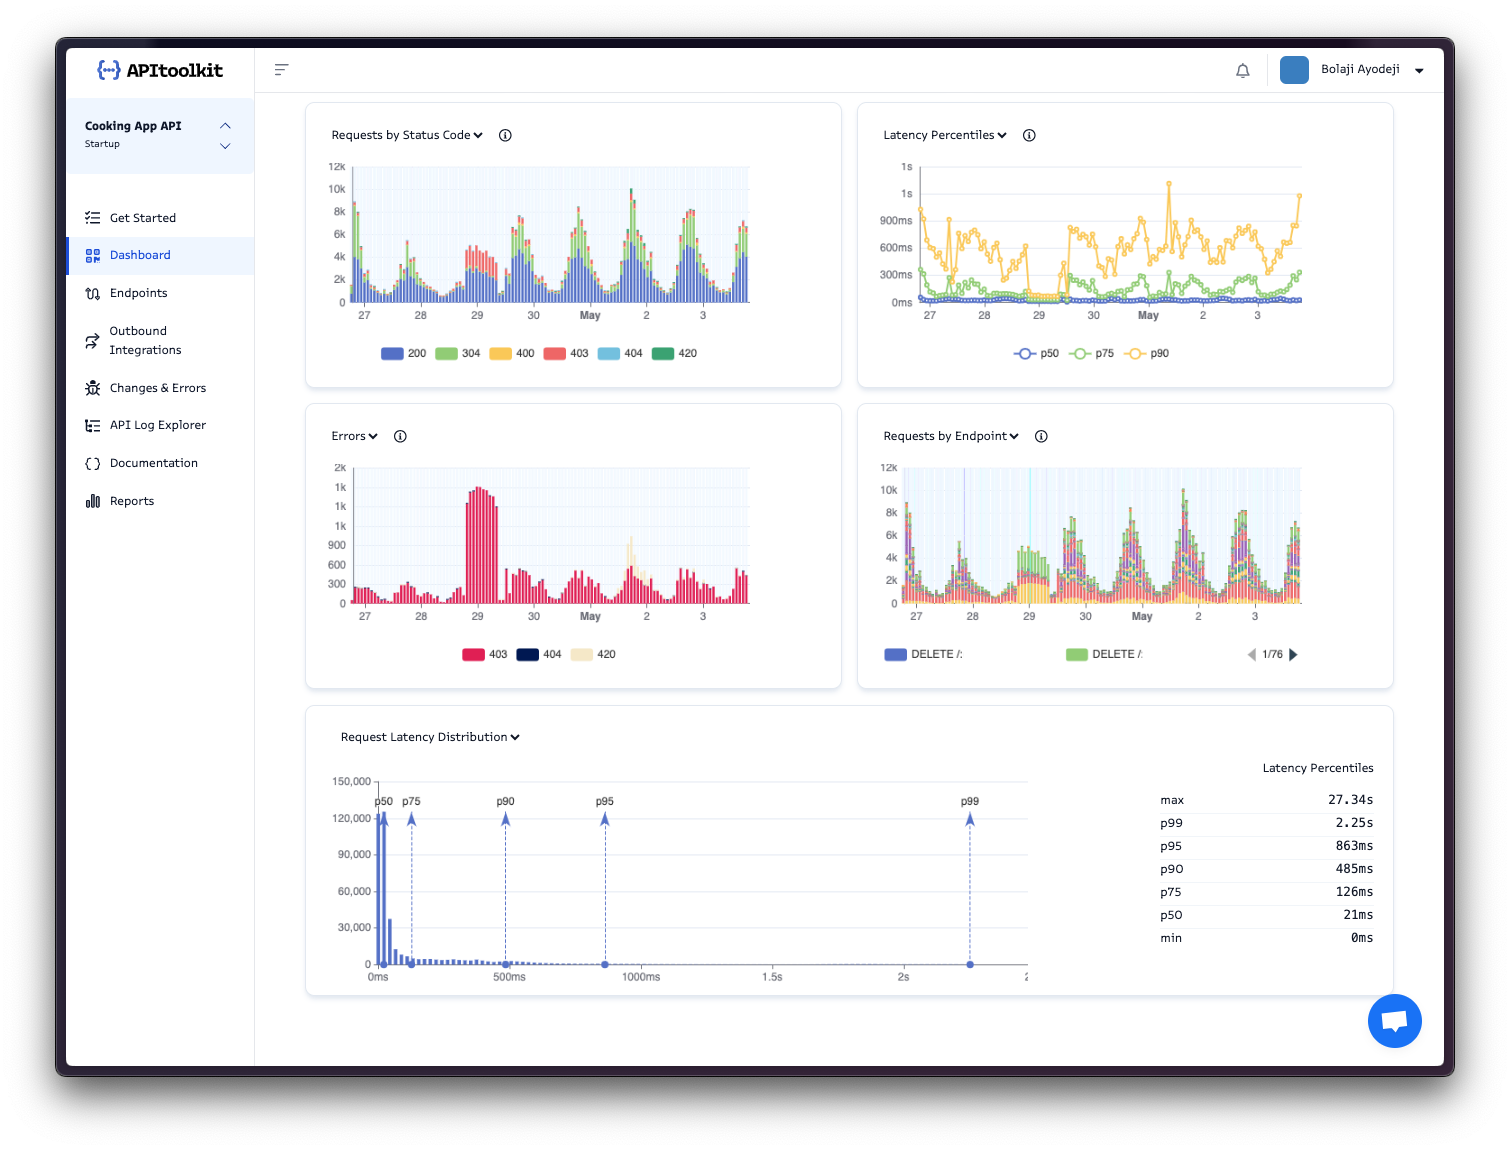 APItoolkit
Bolaji Ayodeji
Cooking App API
Startup
Get Started
Dashboard
Endpoints
Outbound
Integrations
Changes & Errors
API Log Explorer
Documentation
Reports
Requests by Status Code
12k
10k
8k
6k
4k
2k
0
27 28 29 30 May 2 3
200 304 400 403 404 420
Latency Percentiles
1s
1s
900ms
600ms
300ms
0ms
27 28 29 30 May 2 3
p50 p75 p90
Errors
2k
1k
1k
1k
900
600
300
0
27 28 29 30 May 2 3
403 404 420
Requests by Endpoint
12k
10k
8k
6k
4k
2k
0
27 28 29 30 May 2 3
DELETE /: DELETE /: 1/76
Request Latency Distribution
150,000
p50 p75 p90 p95 p99
120,000
90,000
60,000
30,000
0
0ms 500ms 1000ms 1.5s 2s
Latency Percentiles
max 27.34s
p99 2.25s
p95 863ms
p90 485ms
p75 126ms
p50 21ms
min 0ms